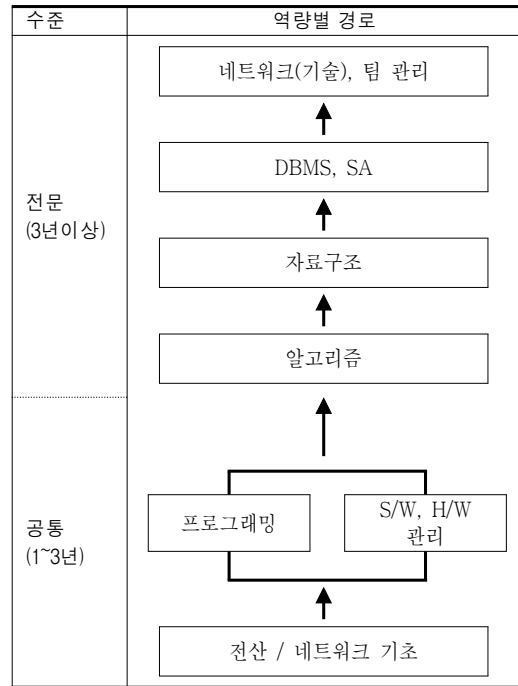 수준 역량별 경로
네트워크(기술), 팀 관리
DBMS, SA
전문
(3년이상)
자료구조
알고리즘
프로그래밍
S/W, H/W
관리
공통
(1~3년)
전산 / 네트워크 기초